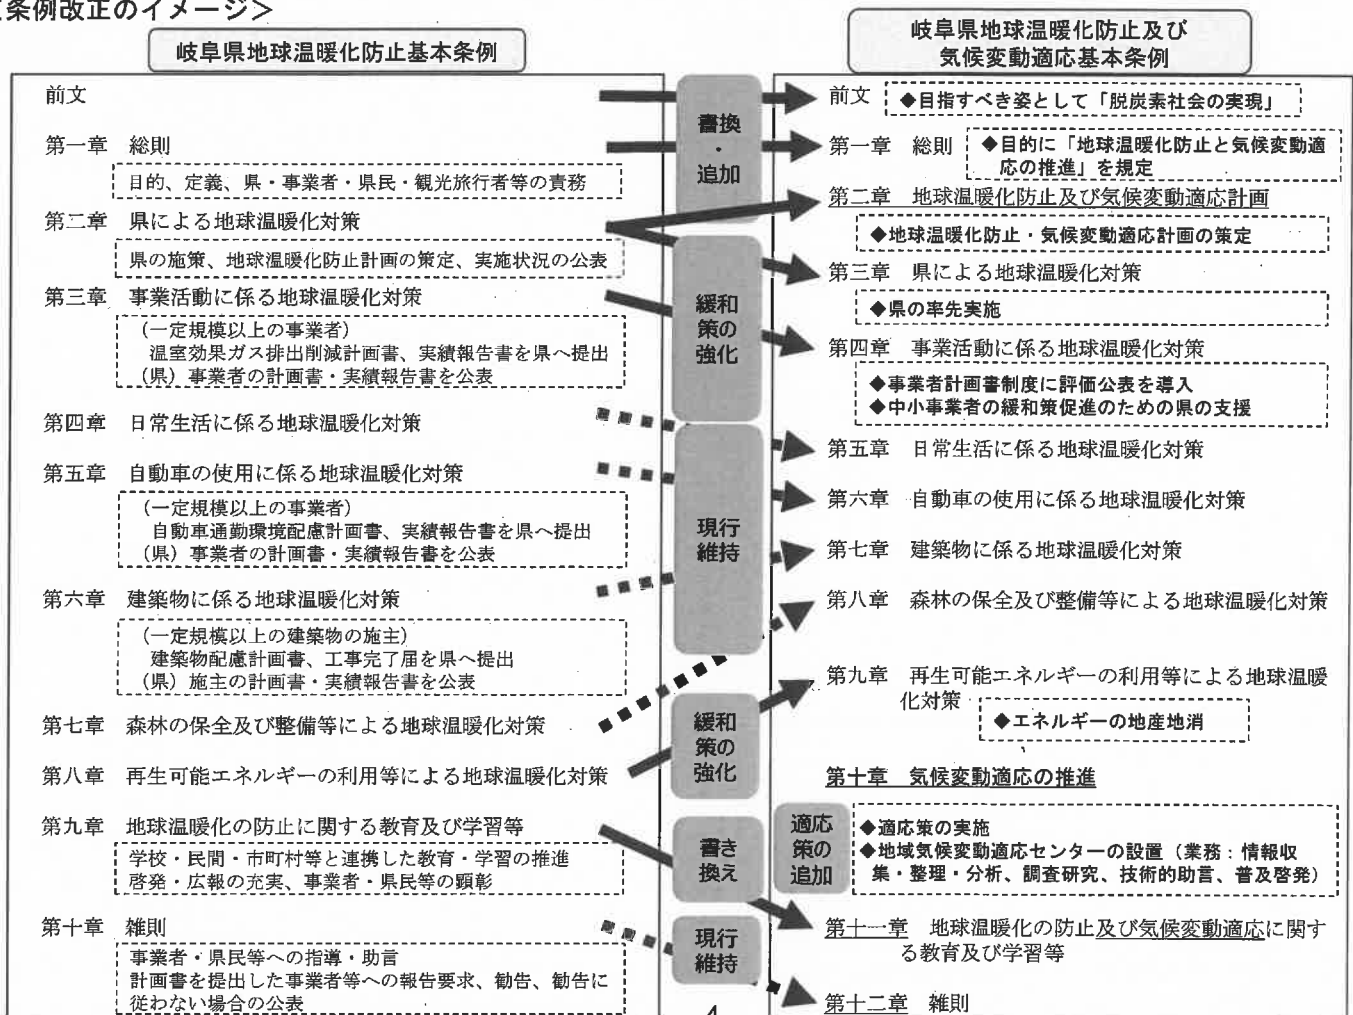 条例改正のイメージ＞
岐阜県地球温暖化防止基本条例
前文
第一章　総則
目的、定義、県・事業者・県民・観光旅行者等の責務
第二章　県による地球温暖化対策
県の施策、地球温暖化防止計画の策定、実施状況の公表
第三章　事業活動に係る地球温暖化対策
（一定規模以上の事業者）
温室効果ガス排出削減計画書、実績報告書を県へ提出
（県）事業者の計画書・実績報告書を公表
第四章　日常生活に係る地球温暖化対策
第五章　自動車の使用に係る地球温暖化対策
（一定規模以上の事業者）
自動車通勤環境配慮計画書、実績報告書を県へ提出
（県）事業者の計画書・実績報告書を公表
第六章　建築物に係る地球温暖化対策
（一定規模以上の建築物の施主）
建築物配慮計画書、工事完了届を県へ提出
（県）施主の計画書・実績報告書を公表
第七章　森林の保全及び整備等による地球温暖化対策
第八章　再生可能エネルギーの利用等による地球温暖化対策
第九章　地球温暖化の防止に関する教育及び学習等
学校・民間・市町村等と連携した教育・学習の推進
啓発・広報の充実、事業者・県民等の顕彰
第十章　雑則
事業者・県民等への指導・助言
計画書を提出した事業者等への報告要求、勧告、勧告に
従わない場合の公表
書換
・
追加
緩和
策の
強化
現行
維持
緩和
策の
強化
書き
換え
現行
維持
4
岐阜県地球温暖化防止及び
気候変動適応基本条例
前文
◆目指すべき姿として「脱炭素社会の実現」
第一章　総則
◆目的に「地球温暖化防止と気候変動適
応の推進」を規定
第二章　地球温暖化防止及び気候変動適応計画
◆地球温暖化防止・気候変動適応計画の策定
第三章　県による地球温暖化対策
◆県の率先実施
第四章　事業活動に係る地球温暖化対策
◆事業者計画書制度に評価公表を導入
◆中小事業者の緩和策促進のための県の支援
第五章　日常生活に係る地球温暖化対策
第六章　自動車の使用に係る地球温暖化対策
第七章　建築物に係る地球温暖化対策
第八章　森林の保全及び整備等による地球温暖化対策
第九章　再生可能エネルギーの利用等による地球温暖
化対策
◆エネルギーの地産地消
第十章　気候変動適応の推進
適応
策の
追加
◆適応策の実施
◆地域気候変動適応センターの設置（業務：情報収
集・整理・分析、調査研究、技術的助言、普及啓発）
第十一章　地球温暖化の防止及び気候変動適応に関す
る教育及び学習等
第十二章　雑則